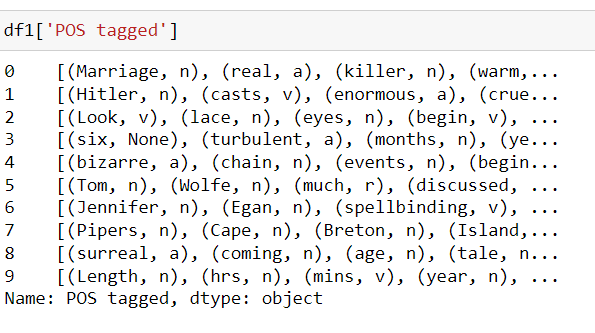 df1['POS tagged']
0    [(Marriage, n), (real, a), (killer, n), (warm,...
1    [(Hitler, n), (casts, v), (enormous, a), (crue...
2    [(Look, v), (lace, n), (eyes, n), (begin, v), ...
3    [(six, None), (turbulent, a), (months, n), (ye...
4    [(bizarre, a), (chain, n), (events, n), (begin...
5    [(Tom, n), (Wolfe, n), (much, r), (discussed, ...
6    [(Jennifer, n), (Egan, n), (spellbinding, v), ...
7    [(Pipers, n), (Cape, n), (Breton, n), (Island,...
8    [(surreal, a), (coming, n), (age, n), (tale, n...
9    [(Length, n), (hrs, n), (mins, v), (year, n), ...
Name: POS tagged, dtype: object